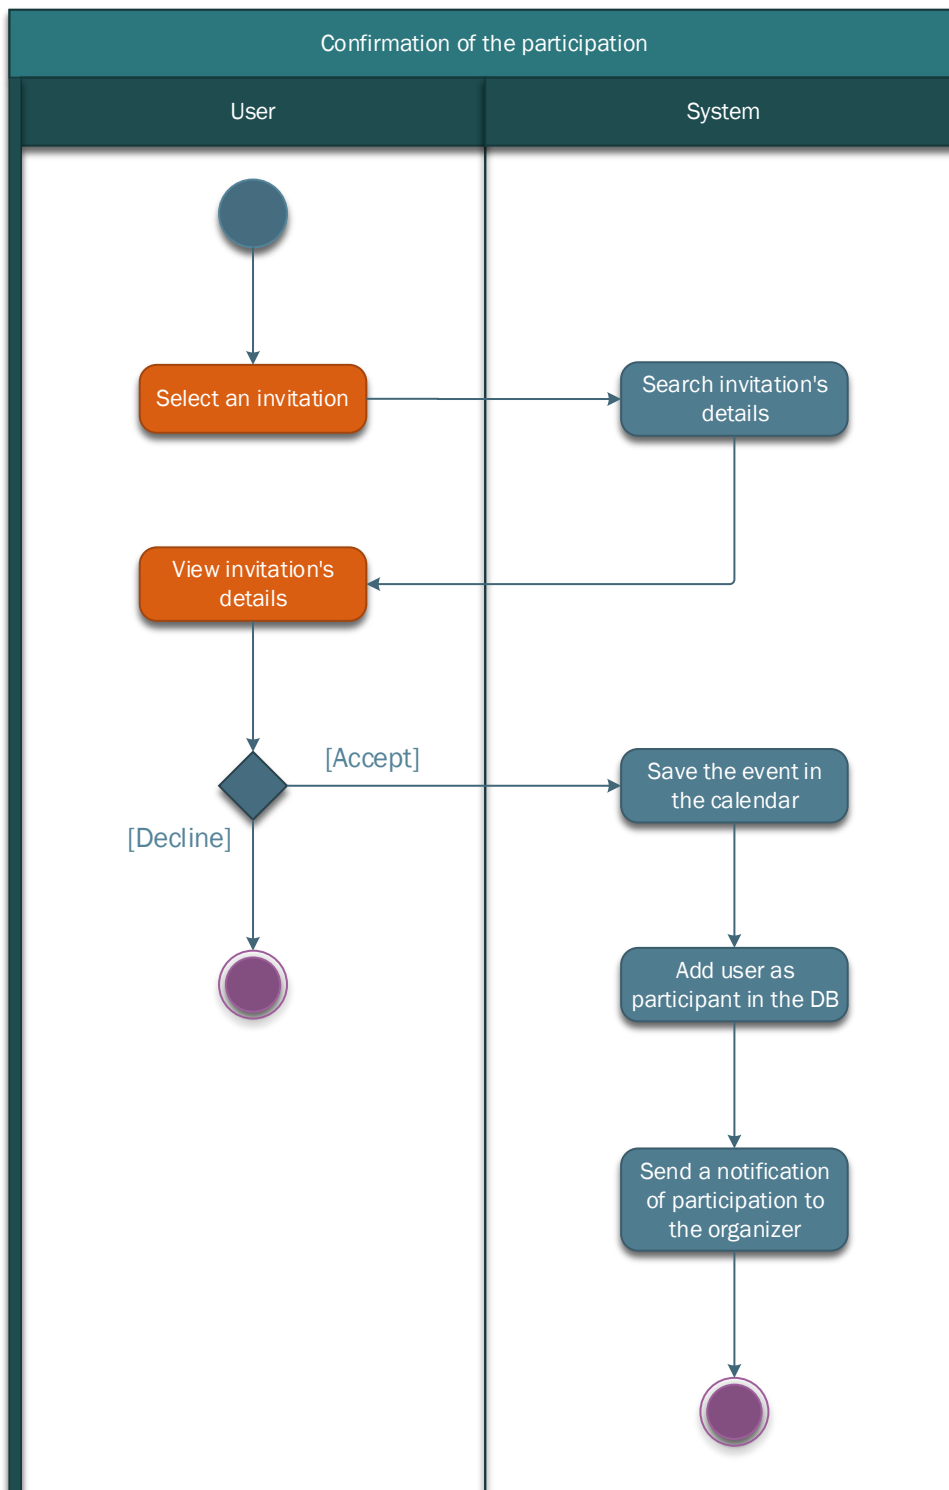 Confirmation of the participation
User
System
Select an invitation
Search invitation's
details
View invitation's
details
[Accept]
Save the event in
the calendar
[Decline]
Add user as
participant in the DB
Send a notification
of participation to
the organizer